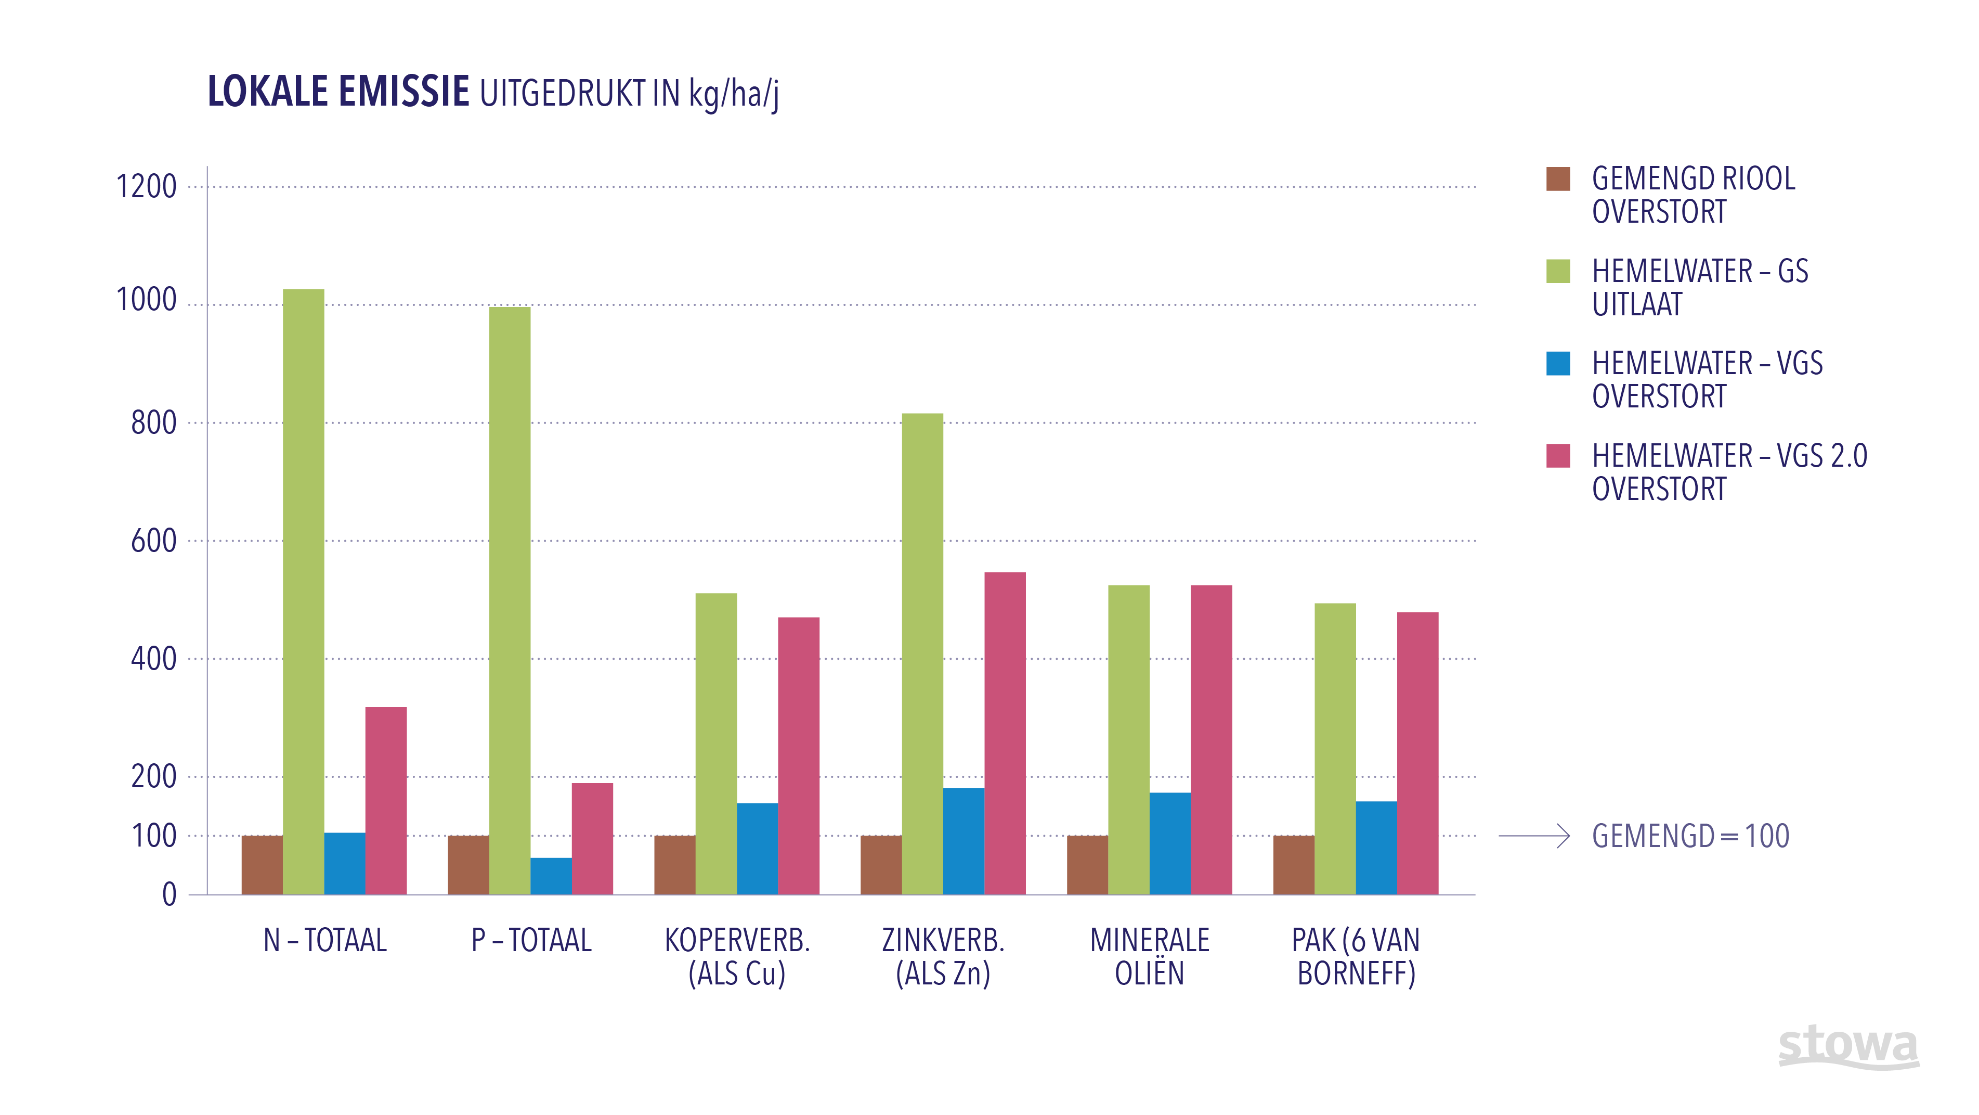 LOKALE EMISSIE UITGEDRUKT IN kg/ha/j
1200
1000
800
600
400
200
100
0
N – TOTAAL
P – TOTAAL
KOPERVERB.
(ALS Cu)
ZINKVERB.
(ALS Zn)
MINERALE
OLIËN
PAK (6 VAN
BORNEFF)
GEMENGD RIOOL
OVERSTORT
HEMELWATER – GS
UITLAAT
HEMELWATER – VGS
OVERSTORT
HEMELWATER – VGS 2.0
OVERSTORT
GEMENGD = 100
stowa